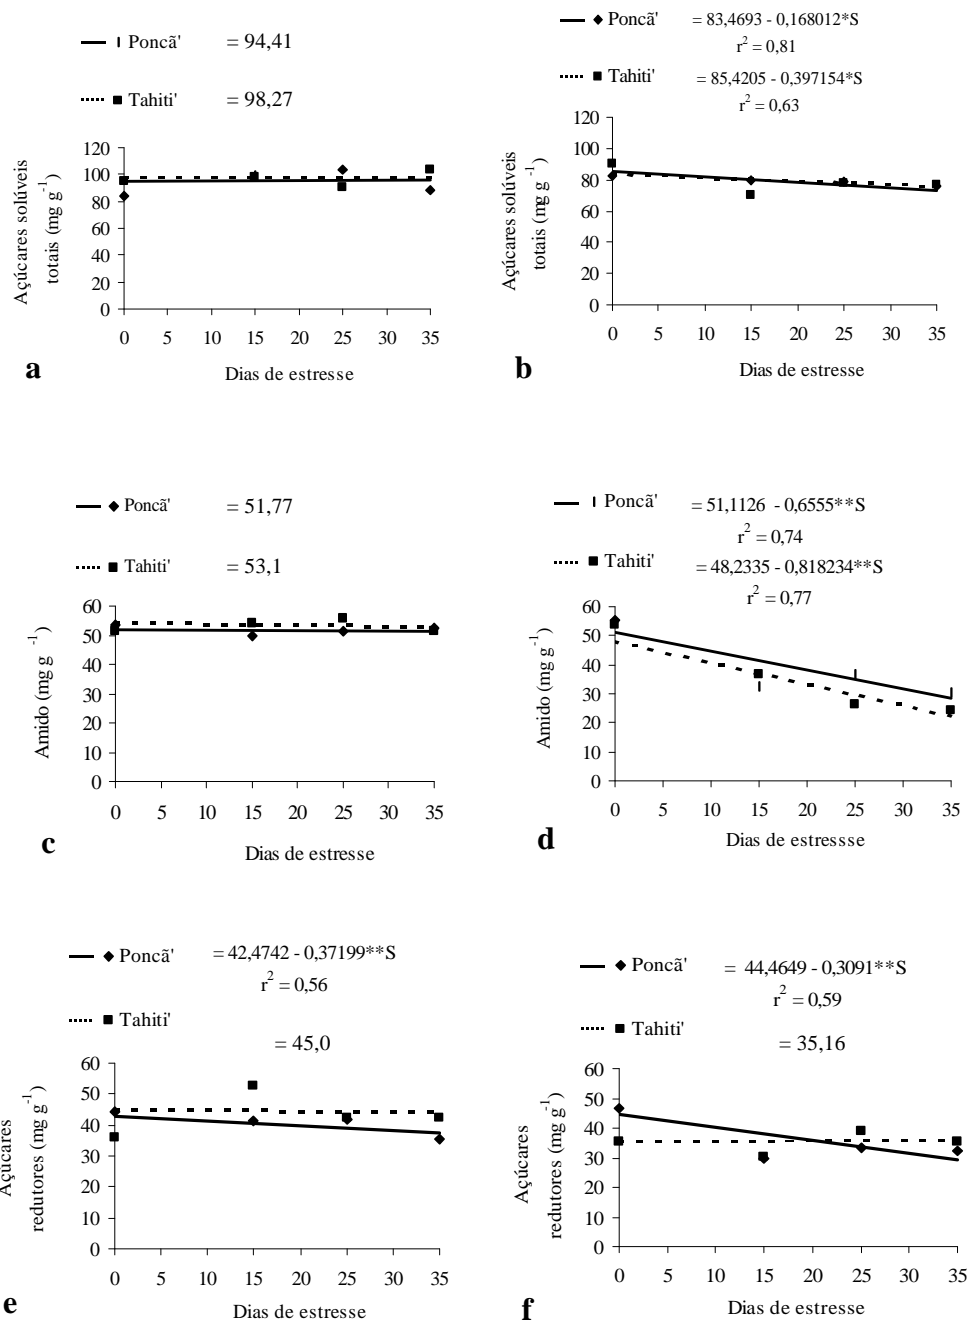 Poncã' = 94,41
Tahiti' = 98,27
Açúcares solúveis
totais (mg g-1)
120
100
80
60
40
20
0
0 5 10 15 20 25 30 35
Dias de estresse
a
Poncã' = 83,4693 - 0,168012*S
r2 = 0,81
Tahiti' = 85,4205 - 0,397154*S
r2 = 0,63
Açúcares solúveis
totais (mg g-1)
120
100
80
60
40
20
0
0 5 10 15 20 25 30 35
Dias de estresse
b
Poncã' = 51,77
Tahiti' = 53,1
Amido (mg g -1)
60
50
40
30
20
10
0
0 5 10 15 20 25 30 35
Dias de estresse
c
Poncã' = 51,1126 - 0,6555**S
r2 = 0,74
Tahiti' = 48,2335 - 0,818234**S
r2 = 0,77
Amido (mg g-1)
60
50
40
30
20
10
0
0 5 10 15 20 25 30 35
Dias de estressse
d
Poncã' = 42,4742 - 0,37199**S
r2 = 0,56
Tahiti'
= 45,0
Açúcares
redutores (mg g-1)
60
50
40
30
20
10
0
0 5 10 15 20 25 30 35
Dias de estresse
e
Poncã' = 44,4649 - 0,3091**S
r2 = 0,59
Tahiti'
= 35,16
Açúcares
redutores (mg g-1)
60
50
40
30
20
10
0
0 5 10 15 20 25 30 35
Dias de estresse
f